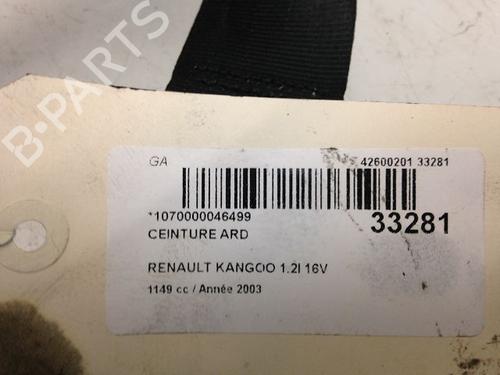 B-PARTS
GA 42600201 33281
*1070000046499 33281
CEINTURE ARD
RENAULT KANGOO 1.2I 16V
1149 cc / Année 2003